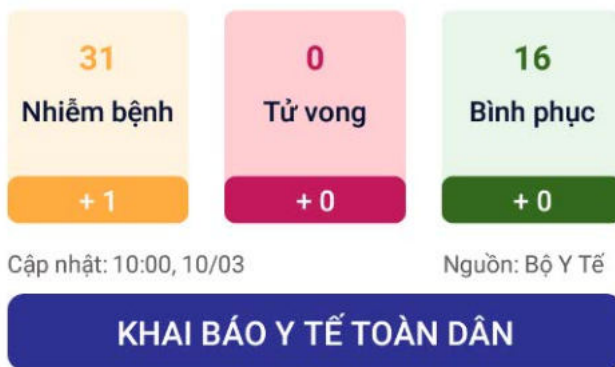 31
Nhiễm bệnh
+ 1
0
Tử vong
+ 0
16
Bình phục
+ 0
Cập nhật: 10:00, 10/03
Nguồn: Bộ Y Tế
KHAI BÁO Y TẾ TOÀN DÂN